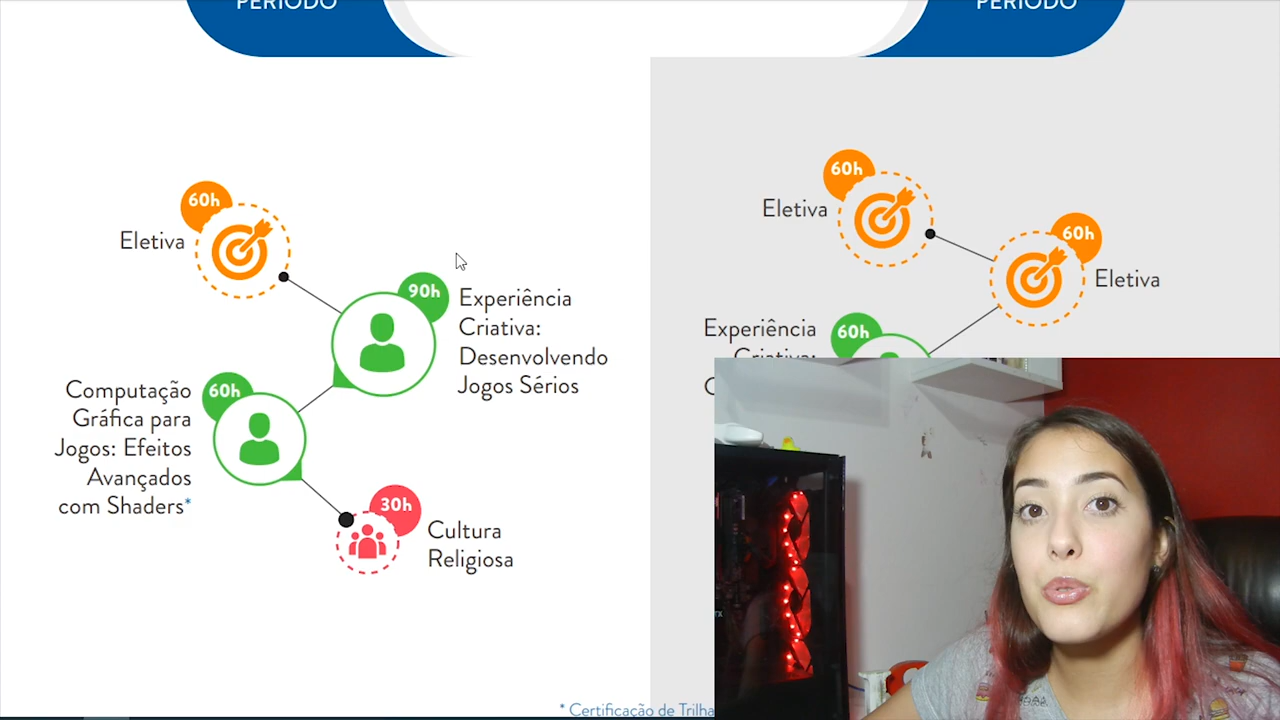 PERÍODO
PERÍODO
60h
Eletiva
90h
Experiência
Criativa:
Desenvolvendo
Jogos Sérios
60h
Computação
Gráfica para
Jogos: Efeitos
Avançados
com Shaders*
30h
Cultura
Religiosa
60h
Eletiva
60h
Eletiva
60h
Experiência
Criativa:
* Certificação de Trilha